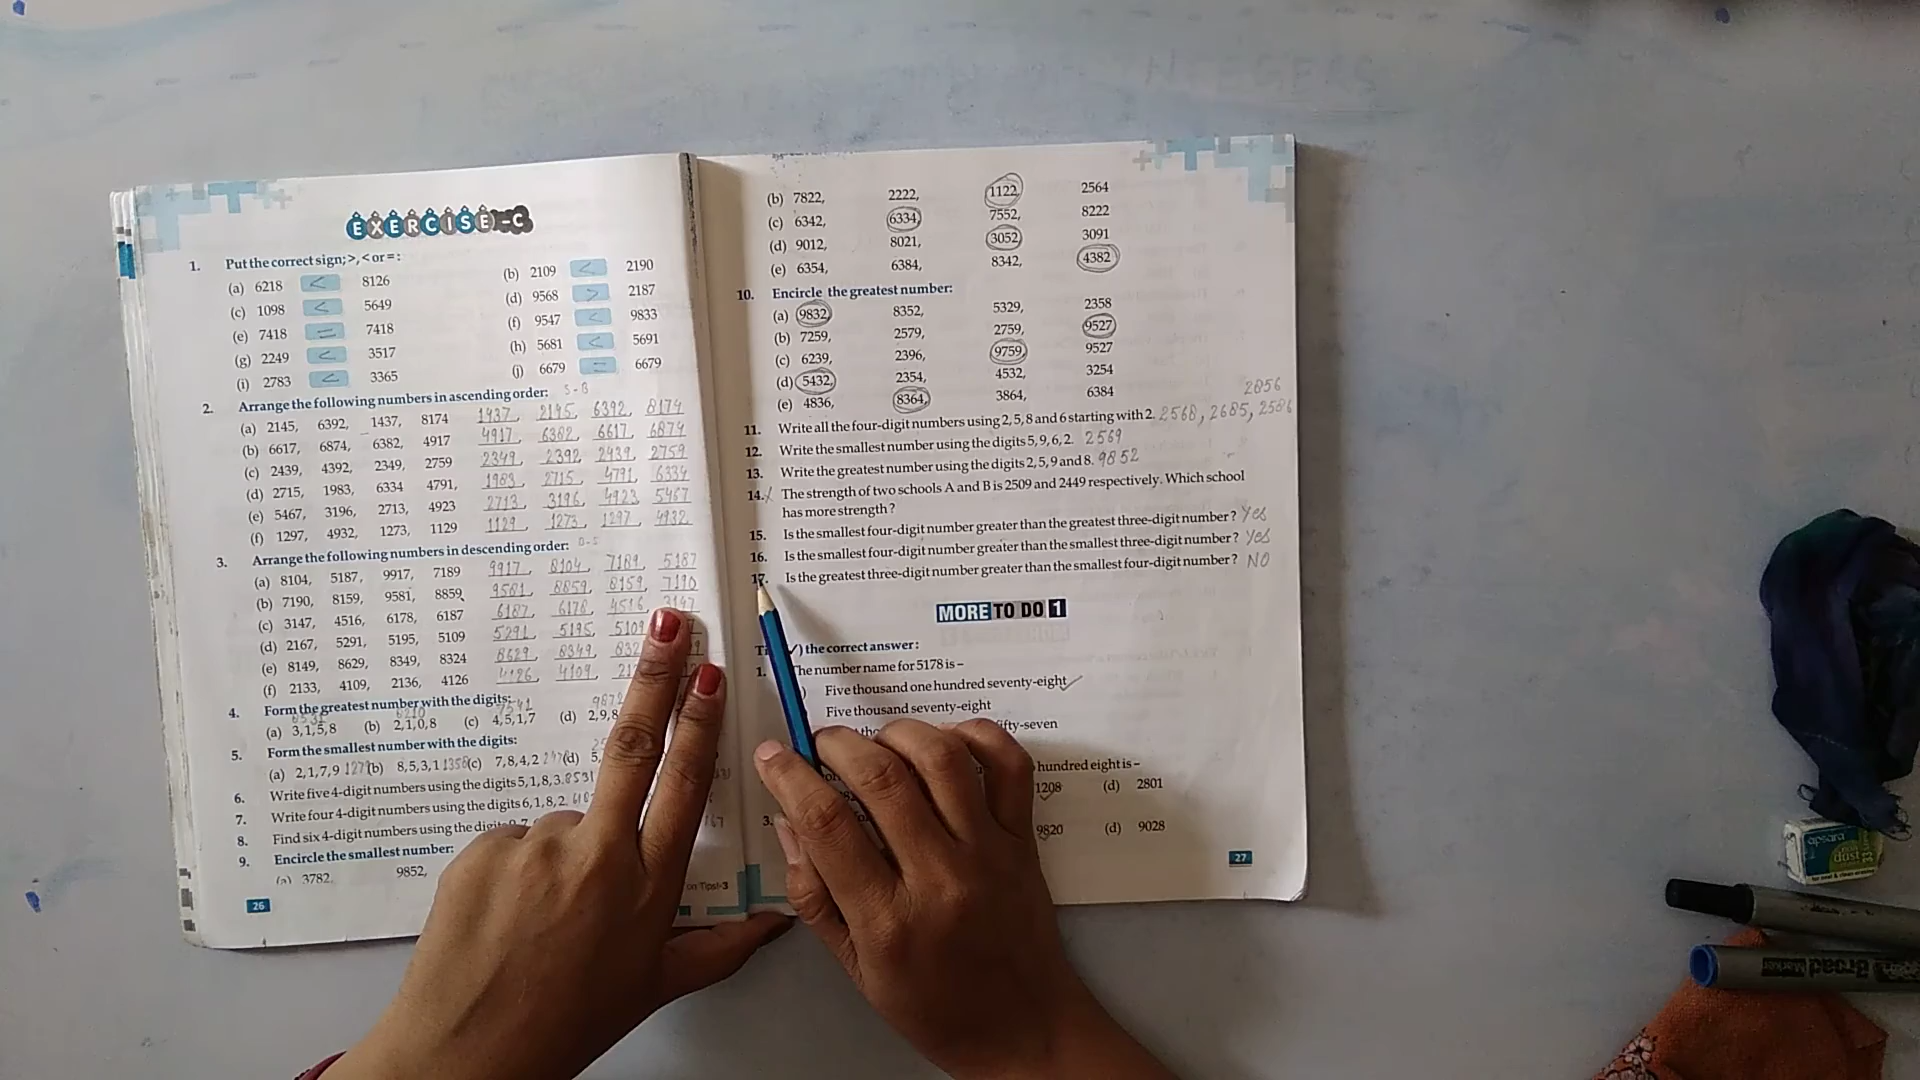 EXERCISE-C
1. Put the correct sign; >, < or = :
(a) 6218 < 8126 (b) 2109 < 2190
(c) 1098 < 5649 (d) 9568 > 2187
(e) 7418 = 7418 (f) 9547 < 9833
(g) 2249 < 3517 (h) 5681 < 5691
(i) 2783 < 3365 (j) 6679 = 6679
2. Arrange the following numbers in ascending order: S-B
(a) 2145, 6392, 1437, 8174 1437, 2145, 6392, 8174
(b) 6617, 6874, 6382, 4917 4917, 6382, 6617, 6874
(c) 2439, 4392, 2349, 2759 2349, 2392, 2439, 2759
(d) 2715, 1983, 6334 4791, 1983, 2715, 4791, 6334
(e) 5467, 3196, 2713, 4923 2713, 3196, 4923, 5467
(f) 1297, 4932, 1273, 1129 1129, 1273, 1297, 4932
3. Arrange the following numbers in descending order: B-S
(a) 8104, 5187, 9917, 7189 9917, 8104, 7189, 5187
(b) 7190, 8159, 9581, 8859 9581, 8859, 8159, 7190
(c) 3147, 4516, 6178, 6187 6187, 6178, 4516, 3147
(d) 2167, 5291, 5195, 5109 5291, 5195, 5109
(e) 8149, 8629, 8349, 8324 8629, 8349, 832
(f) 2133, 4109, 2136, 4126 4126, 4109, 213
4. Form the greatest number with the digits:
8531 8210 7541 9872
(a) 3,1,5,8 (b) 2,1,0,8 (c) 4,5,1,7 (d) 2,9,8
5. Form the smallest number with the digits:
(a) 2,1,7,9 1279 (b) 8,5,3,1 1358 (c) 7,8,4,2 2478 (d) 5,
6. Write five 4-digit numbers using the digits 5, 1, 8, 3. 8531
7. Write four 4-digit numbers using the digits 6, 1, 8, 2.
8. Find six 4-digit numbers using the digits
9. Encircle the smallest number:
(a) 3782, 9852,
26
on Tips!-3
(b) 7822, 2222, 1122, 2564
(c) 6342, 6334, 7552, 8222
(d) 9012, 8021, 3052, 3091
(e) 6354, 6384, 8342, 4382
10. Encircle the greatest number:
(a) 9832, 8352, 5329, 2358
(b) 7259, 2579, 2759, 9527
(c) 6239, 2396, 9759, 9527
(d) 5432, 2354, 4532, 3254
(e) 4836, 8364, 3864, 6384
2856
11. Write all the four-digit numbers using 2, 5, 8 and 6 starting with 2. 2568, 2685, 2586
12. Write the smallest number using the digits 5, 9, 6, 2. 2569
13. Write the greatest number using the digits 2, 5, 9 and 8. 9852
14. The strength of two schools A and B is 2509 and 2449 respectively. Which school
has more strength ?
15. Is the smallest four-digit number greater than the greatest three-digit number ? Yes
16. Is the smallest four-digit number greater than the smallest three-digit number ? Yes
17. Is the greatest three-digit number greater than the smallest four-digit number ? NO
MORE TO DO 1
✓) the correct answer :
1. The number name for 5178 is –
Five thousand one hundred seventy-eight ✓
Five thousand seventy-eight
fifty-seven
hundred eight is –
1208 (d) 2801
3.
9820 (d) 9028
27
apsara
dust
Broad
Marker